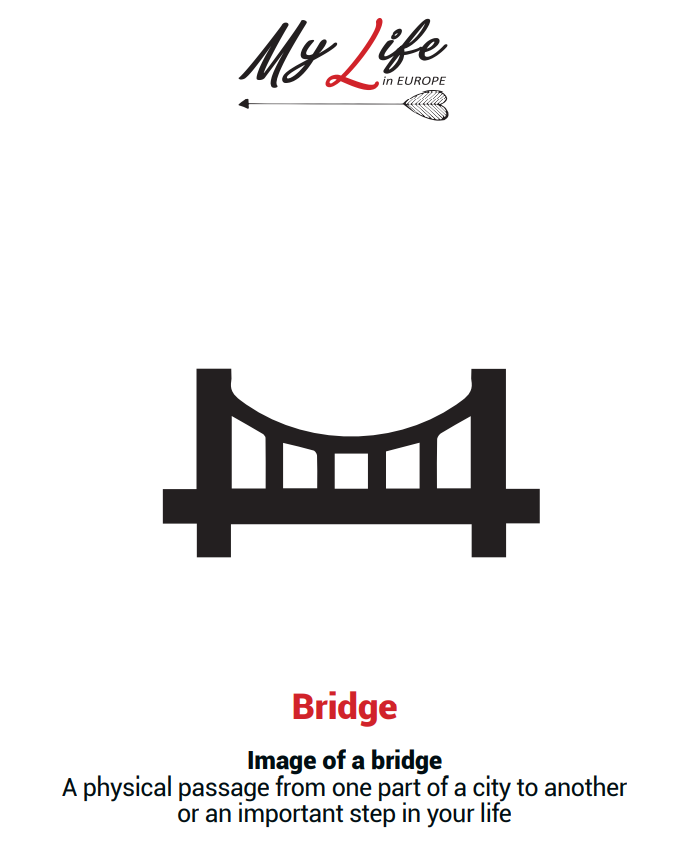 My Life
in EUROPE
Bridge
Image of a bridge
A physical passage from one part of a city to another
or an important step in your life